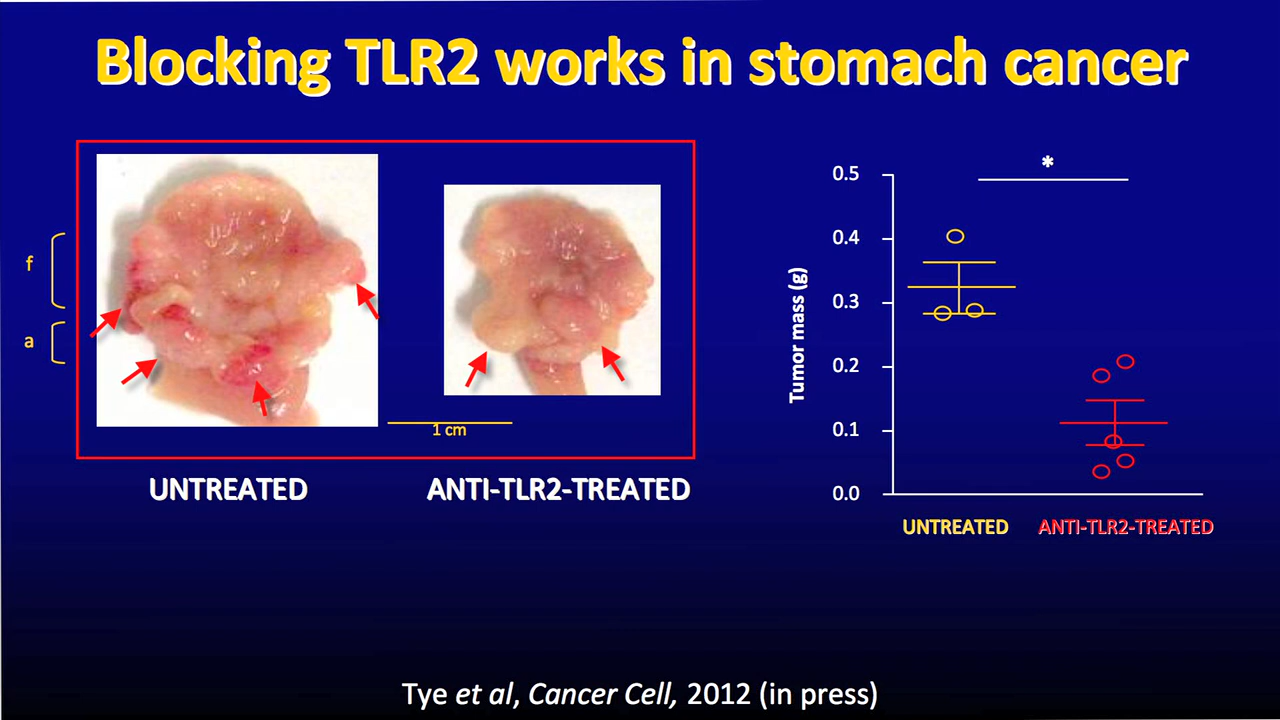 Blocking TLR2 works in stomach cancer
f
a
1 cm
UNTREATED
ANTI-TLR2-TREATED
*
0.5
0.4
0.3
0.2
0.1
0.0
Tumor mass (g)
UNTREATED
ANTI-TLR2-TREATED
Tye et al, Cancer Cell, 2012 (in press)